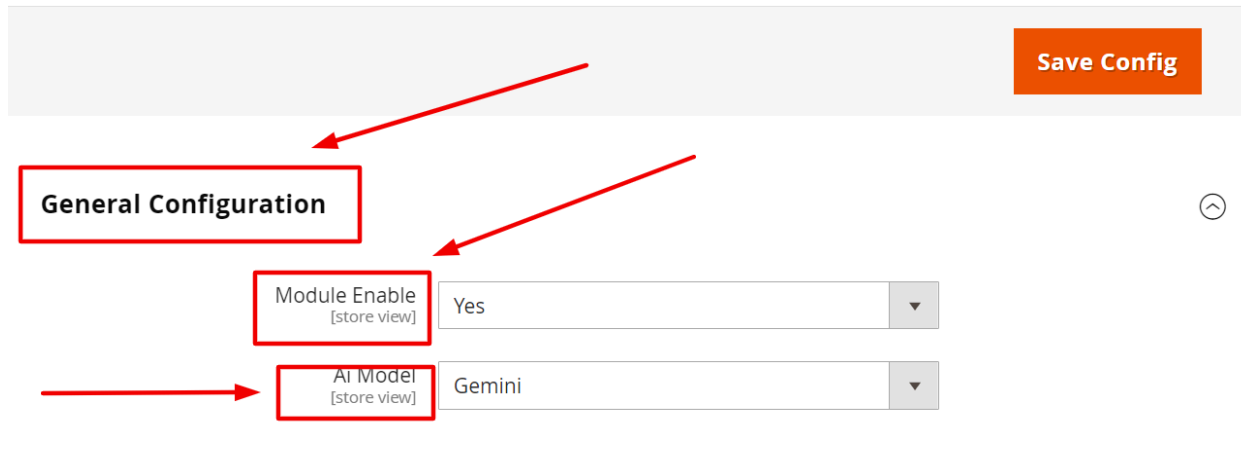 Save Config
General Configuration
Module Enable
[store view]
Yes
Ai Model
[store view]
Gemini